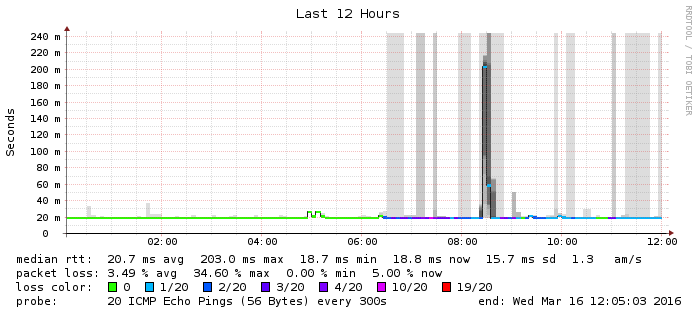 Last 12 Hours
RRDTOOL / TOBI OETIKER
Seconds
240 m
220 m
200 m
180 m
160 m
140 m
120 m
100 m
80 m
60 m
40 m
20 m
0
02:00 04:00 06:00 08:00 10:00 12:00
median rtt: 20.7 ms avg 203.0 ms max 18.7 ms min 18.8 ms now 15.7 ms sd 1.3 am/s
packet loss: 3.49 % avg 34.60 % max 0.00 % min 5.00 % now
loss color: 0 1/20 2/20 3/20 4/20 10/20 19/20
probe: 20 ICMP Echo Pings (56 Bytes) every 300s end: Wed Mar 16 12:05:03 2016